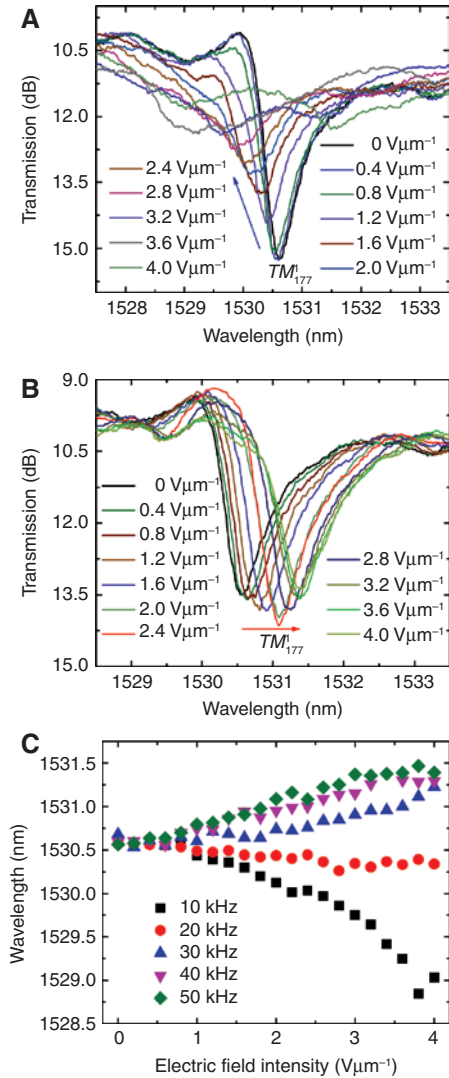 A
Transmission (dB)
10.5
12.0
13.5
15.0
2.4 Vµm⁻¹
2.8 Vµm⁻¹
3.2 Vµm⁻¹
3.6 Vµm⁻¹
4.0 Vµm⁻¹
0 Vµm⁻¹
0.4 Vµm⁻¹
0.8 Vµm⁻¹
1.2 Vµm⁻¹
1.6 Vµm⁻¹
2.0 Vµm⁻¹
TM¹₁₇₇
1528 1529 1530 1531 1532 1533
Wavelength (nm)
B
Transmission (dB)
9.0
10.5
12.0
13.5
15.0
0 Vµm⁻¹
0.4 Vµm⁻¹
0.8 Vµm⁻¹
1.2 Vµm⁻¹
1.6 Vµm⁻¹
2.0 Vµm⁻¹
2.4 Vµm⁻¹
2.8 Vµm⁻¹
3.2 Vµm⁻¹
3.6 Vµm⁻¹
4.0 Vµm⁻¹
TM¹₁₇₇
1529 1530 1531 1532 1533
Wavelength (nm)
C
Wavelength (nm)
1531.5
1531.0
1530.5
1530.0
1529.5
1529.0
1528.5
10 kHz
20 kHz
30 kHz
40 kHz
50 kHz
0 1 2 3 4
Electric field intensity (Vµm⁻¹)